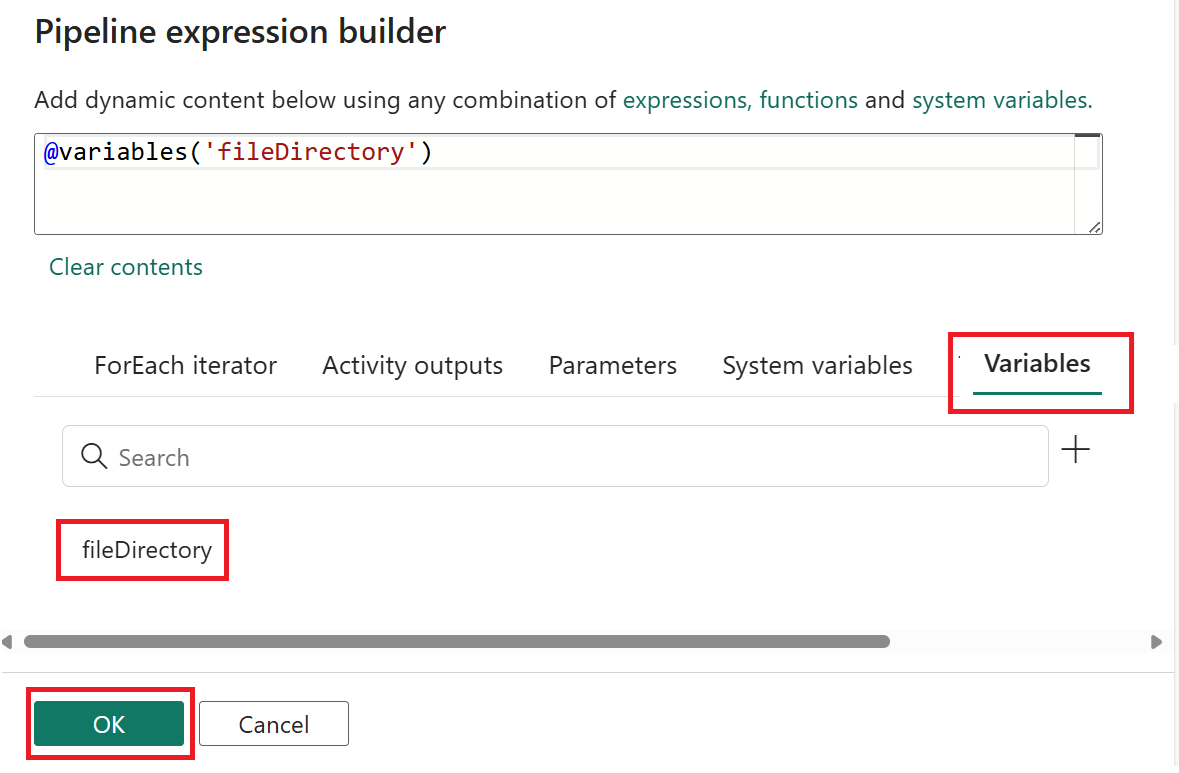 Pipeline expression builder
Add dynamic content below using any combination of expressions, functions and system variables.
@variables('fileDirectory')
Clear contents
ForEach iterator Activity outputs Parameters System variables Variables
Search
fileDirectory
OK Cancel